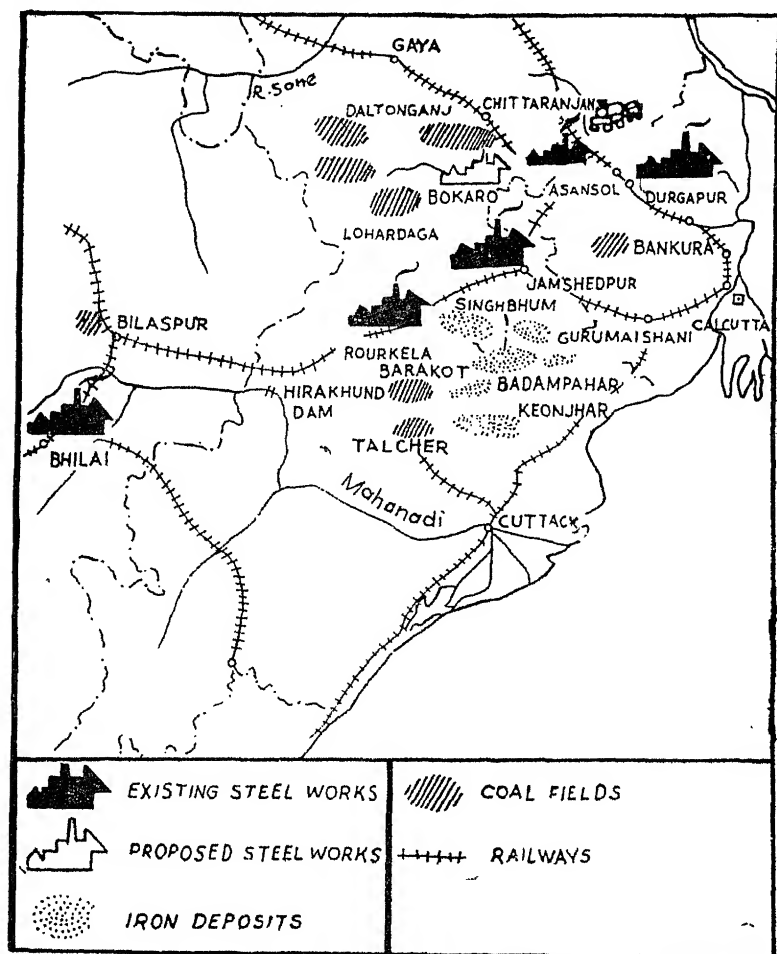 GAYA
R. Sone
CHITTARANJAN
DALTONGANJ
BOKARO
ASANSOL
DURGAPUR
LOHARDAGA
BANKURA
JAMSHEDPUR
SINGHBHUM
CALCUTTA
BILASPUR
GURUMAISHANI
ROURKELA
BARAKOT
HIRAKHUND
DAM
BADAMPAHAR
KEONJHAR
TALCHER
BHILAI
Mahanadi
CUTTACK
EXISTING STEEL WORKS
COAL FIELDS
PROPOSED STEEL WORKS
RAILWAYS
IRON DEPOSITS